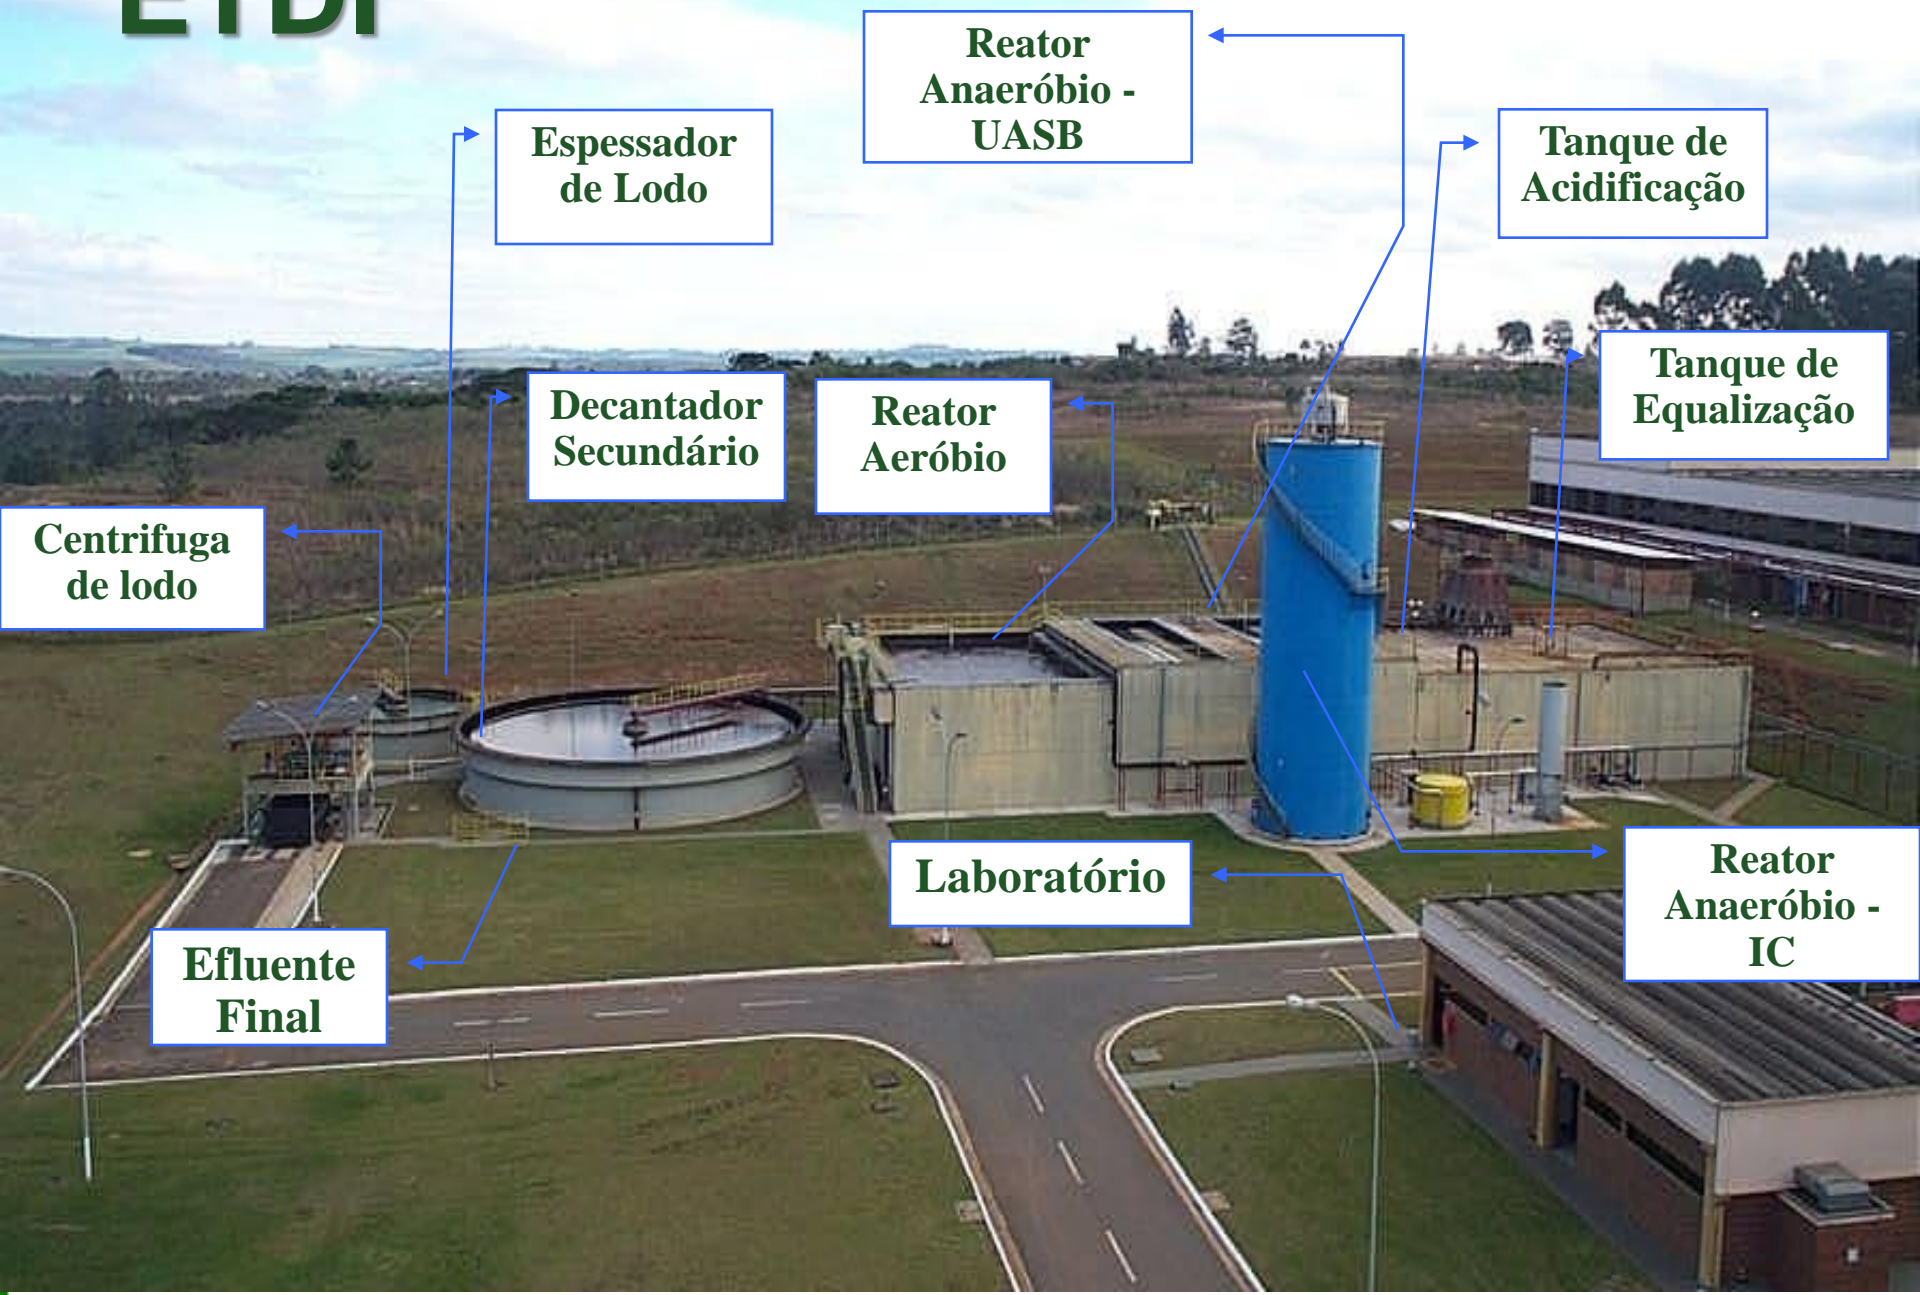 ETDI
Reator
Anaeróbio -
UASB
Espessador
de Lodo
Tanque de
Acidificação
Tanque de
Equalização
Decantador
Secundário
Reator
Aeróbio
Centrifuga
de lodo
Laboratório
Reator
Anaeróbio -
IC
Efluente
Final